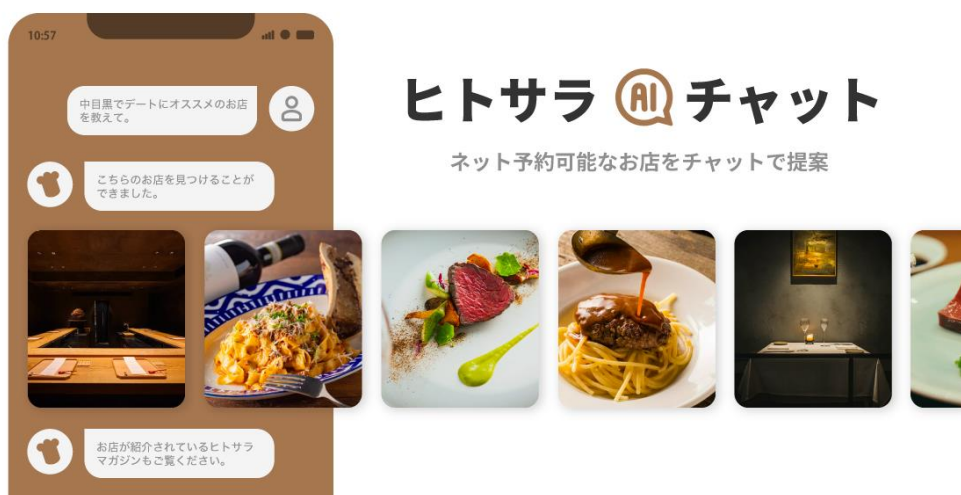 10:57
中目黒でデートにオススメのお店
を教えて。
こちらのお店を見つけることが
できました。
お店が紹介されているヒトサラ
マガジンもご覧ください。
ヒトサラ AI チャット
ネット予約可能なお店をチャットで提案